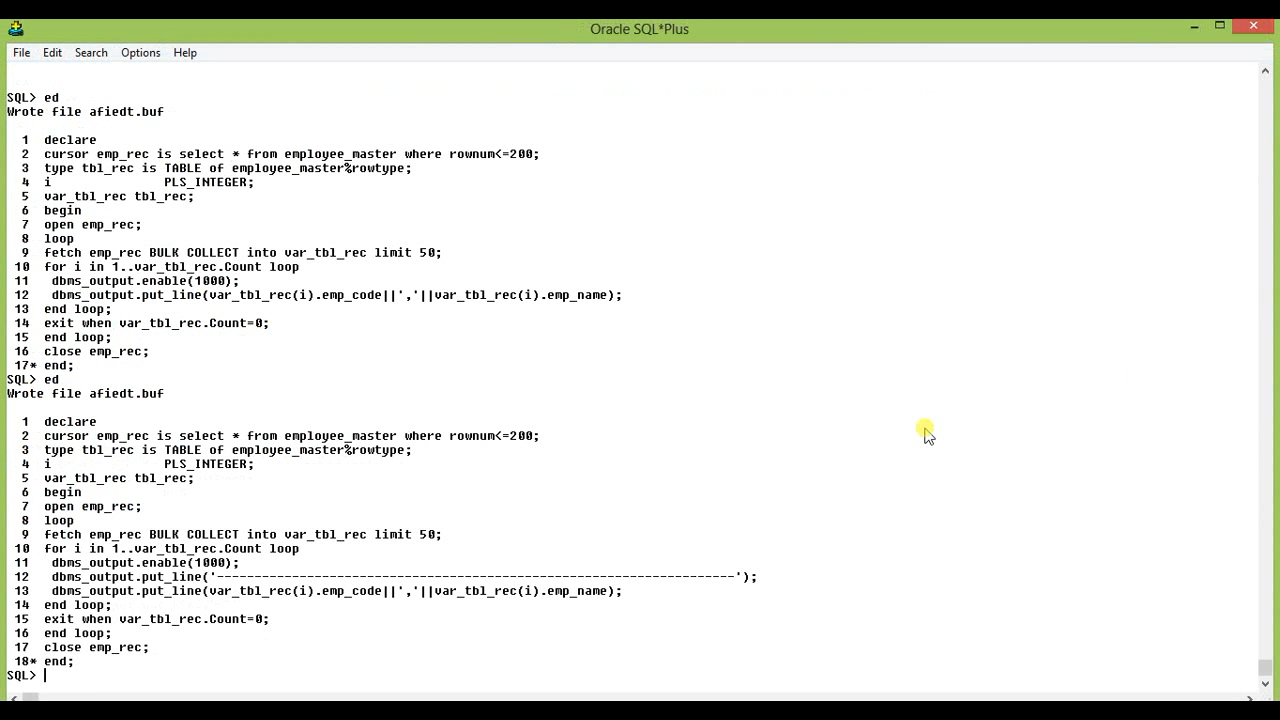 Oracle SQL*Plus
File Edit Search Options Help
SQL> ed
Wrote file afiedt.buf
1 declare
2 cursor emp_rec is select * from employee_master where rownum<=200;
3 type tbl_rec is TABLE of employee_master%rowtype;
4 i PLS_INTEGER;
5 var_tbl_rec tbl_rec;
6 begin
7 open emp_rec;
8 loop
9 fetch emp_rec BULK COLLECT into var_tbl_rec limit 50;
10 for i in 1..var_tbl_rec.Count loop
11 dbms_output.enable(1000);
12 dbms_output.put_line(var_tbl_rec(i).emp_code||','||var_tbl_rec(i).emp_name);
13 end loop;
14 exit when var_tbl_rec.Count=0;
15 end loop;
16 close emp_rec;
17* end;
SQL> ed
Wrote file afiedt.buf
1 declare
2 cursor emp_rec is select * from employee_master where rownum<=200;
3 type tbl_rec is TABLE of employee_master%rowtype;
4 i PLS_INTEGER;
5 var_tbl_rec tbl_rec;
6 begin
7 open emp_rec;
8 loop
9 fetch emp_rec BULK COLLECT into var_tbl_rec limit 50;
10 for i in 1..var_tbl_rec.Count loop
11 dbms_output.enable(1000);
12 dbms_output.put_line('---------------------------------------------------------------------');
13 dbms_output.put_line(var_tbl_rec(i).emp_code||','||var_tbl_rec(i).emp_name);
14 end loop;
15 exit when var_tbl_rec.Count=0;
16 end loop;
17 close emp_rec;
18* end;
SQL>